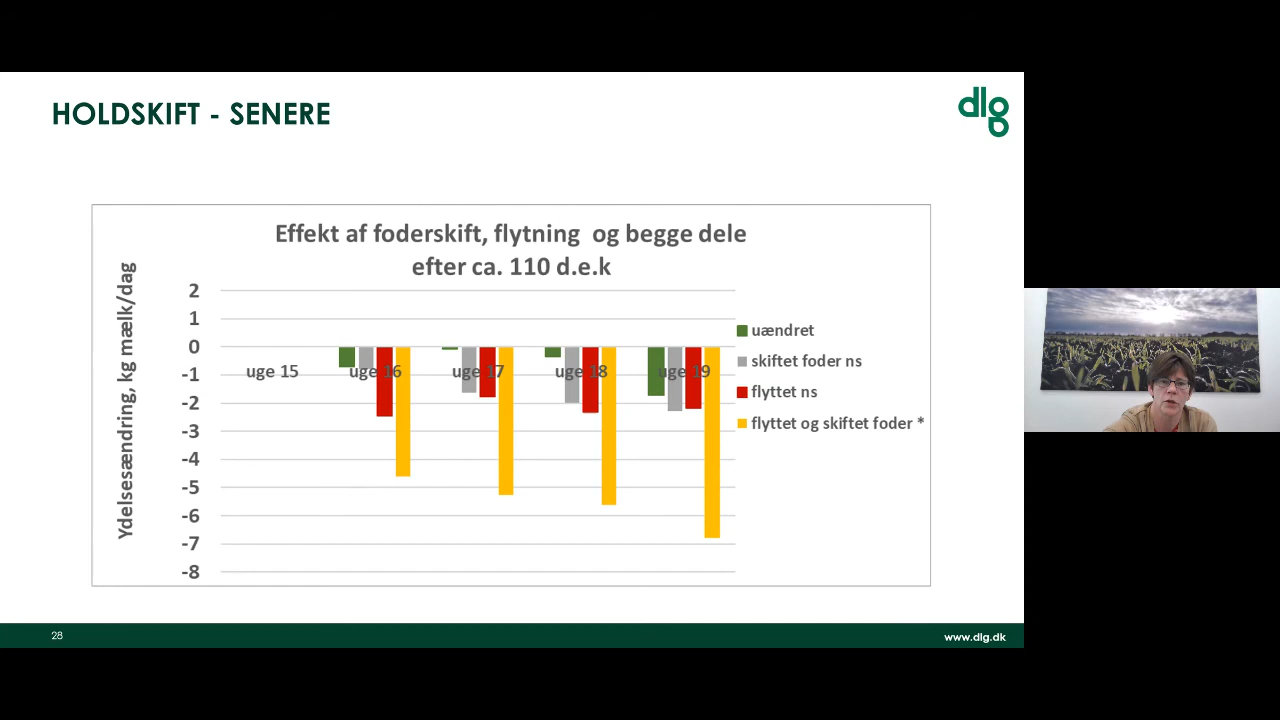 HOLDSKIFT - SENERE
dlg
Effekt af foderskift, flytning og begge dele
efter ca. 110 d.e.k
Ydelsesændring, kg mælk/dag
2
1
0
-1
-2
-3
-4
-5
-6
-7
-8
uge 15
uge 16
uge 17
uge 18
uge 19
uændret
skiftet foder ns
flyttet ns
flyttet og skiftet foder *
28
www.dlg.dk